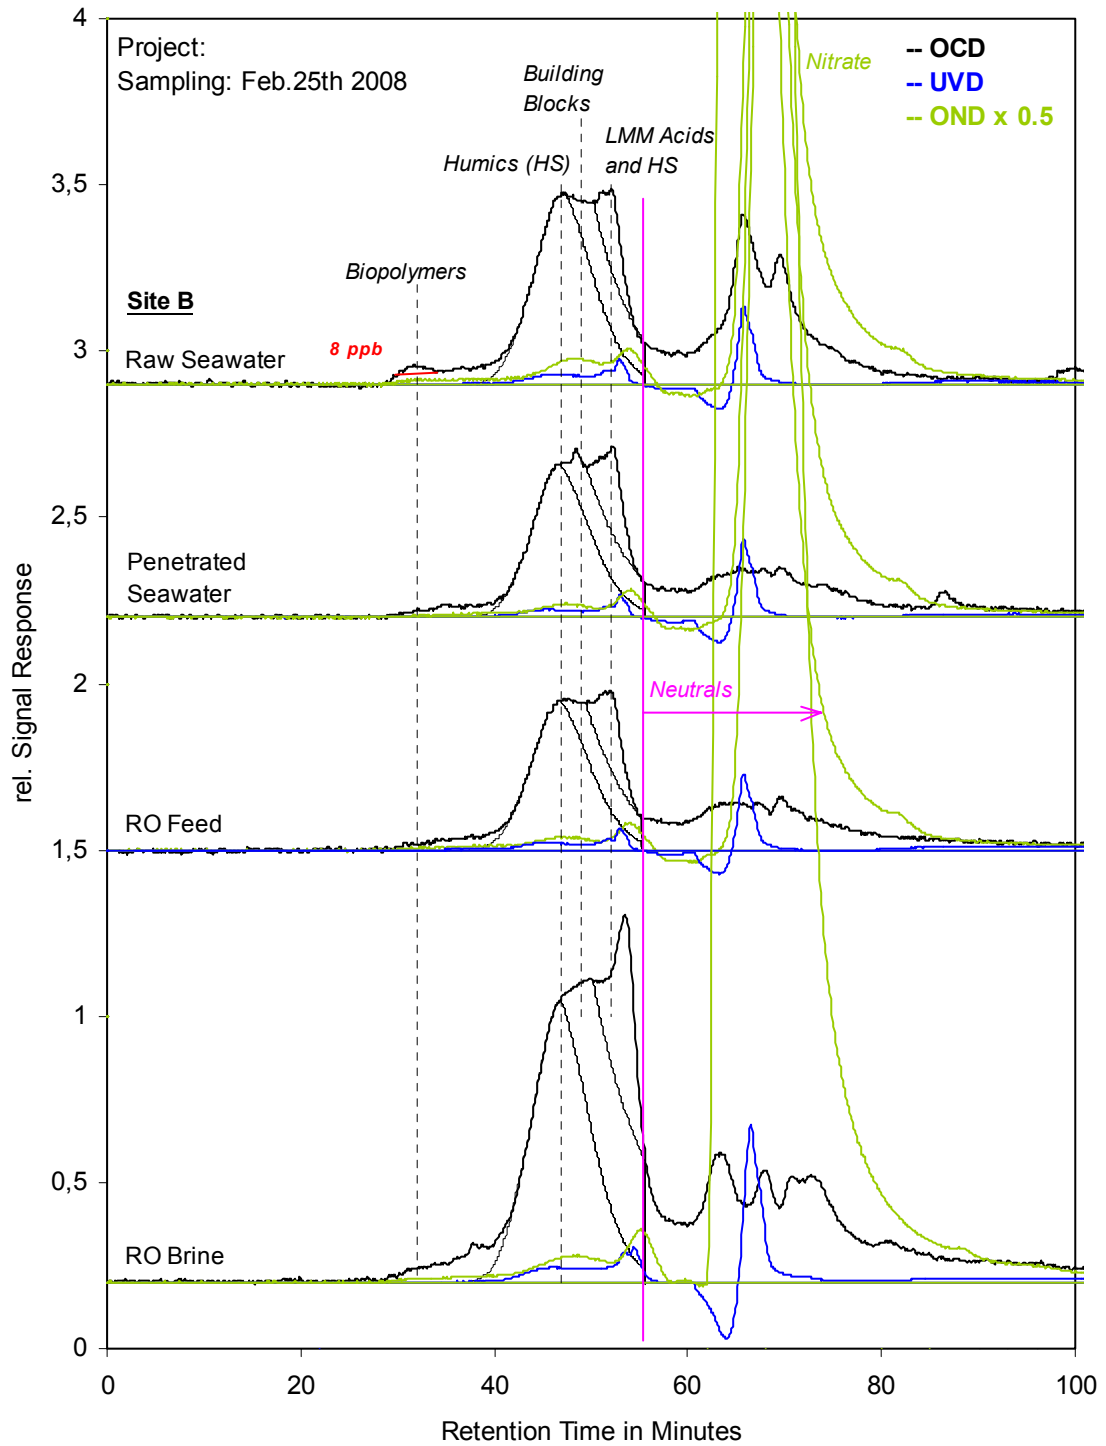 4
Project:
Sampling: Feb.25th 2008
Building
Blocks
Nitrate
-- OCD
-- UVD
-- OND x 0.5
Humics (HS)
LMM Acids
and HS
3,5
Biopolymers
Site B
8 ppb
Raw Seawater
3
2,5
Penetrated
Seawater
2
Neutrals
rel. Signal Response
RO Feed
1,5
1
0,5
RO Brine
0
0
20
40
60
80
100
Retention Time in Minutes